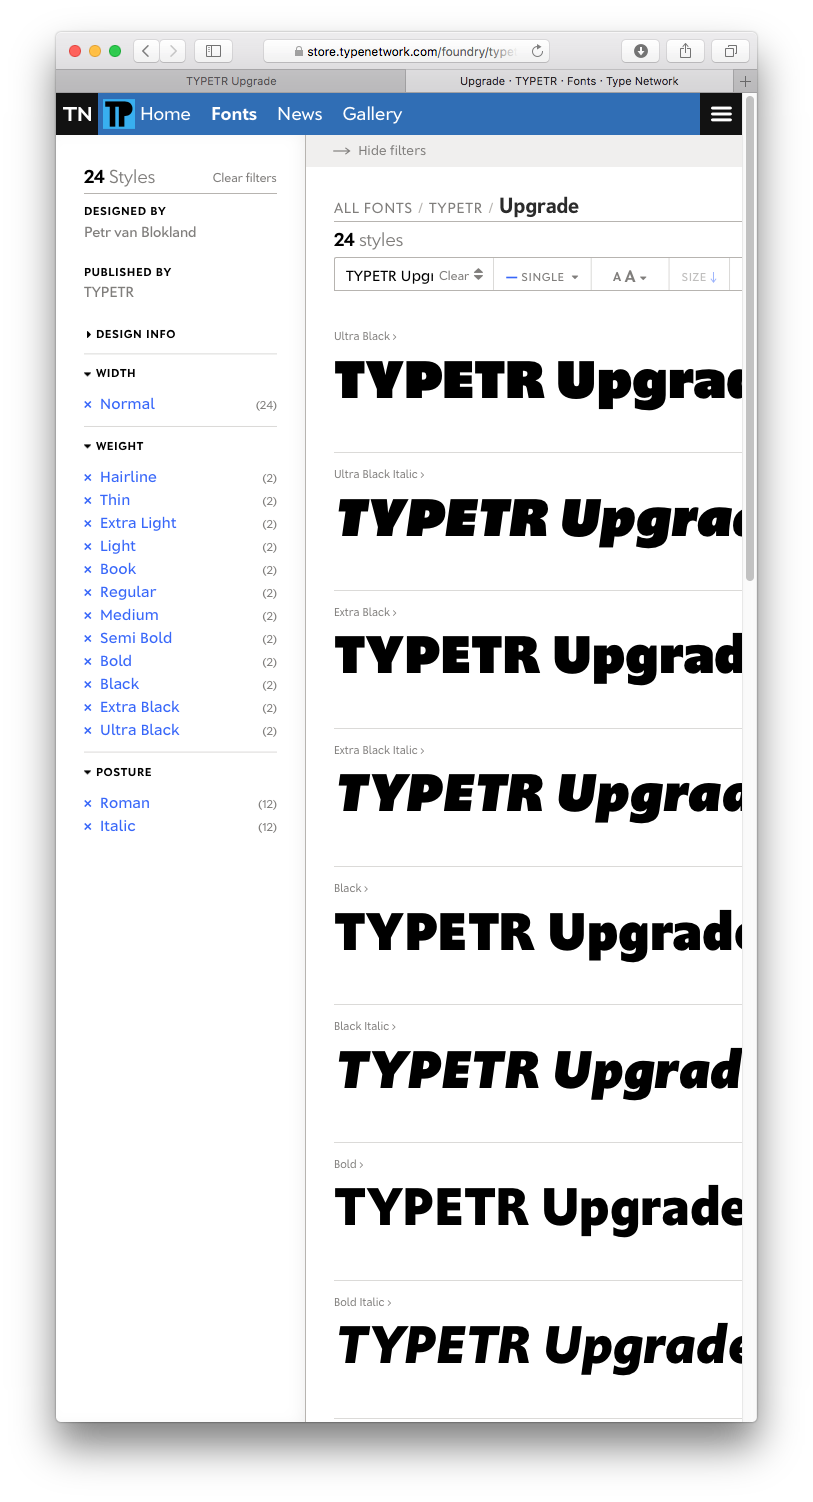 store.typenetwork.com/foundry/type
TYPETR Upgrade
Upgrade · TYPETR · Fonts · Type Network
TN TP Home Fonts News Gallery
→ Hide filters
24 Styles Clear filters
DESIGNED BY
Petr van Blokland
PUBLISHED BY
TYPETR
DESIGN INFO
WIDTH
× Normal (24)
WEIGHT
× Hairline (2)
× Thin (2)
× Extra Light (2)
× Light (2)
× Book (2)
× Regular (2)
× Medium (2)
× Semi Bold (2)
× Bold (2)
× Black (2)
× Extra Black (2)
× Ultra Black (2)
POSTURE
× Roman (12)
× Italic (12)
ALL FONTS / TYPETR / Upgrade
24 styles
TYPETR Upgr Clear SINGLE A A SIZE ↓
Ultra Black ›
TYPETR Upgrad
Ultra Black Italic ›
TYPETR Upgrad
Extra Black ›
TYPETR Upgrad
Extra Black Italic ›
TYPETR Upgrad
Black ›
TYPETR Upgrade
Black Italic ›
TYPETR Upgrad
Bold ›
TYPETR Upgrade
Bold Italic ›
TYPETR Upgrade